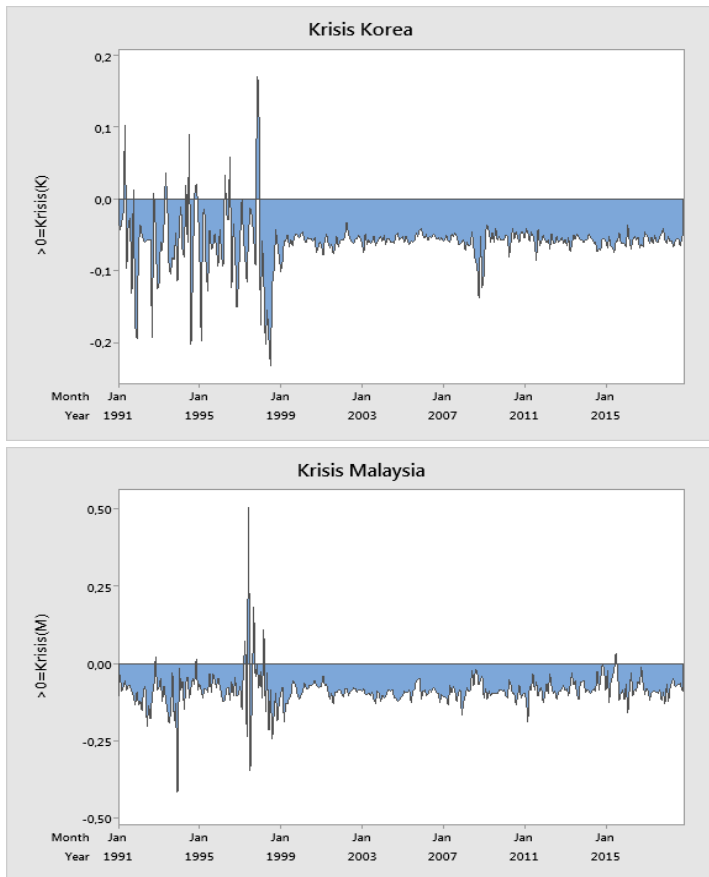 Krisis Korea
0,2
0,1
0,0
-0,1
-0,2
>0=Krisis(K)
Month Jan Jan Jan Jan Jan Jan Jan
Year 1991 1995 1999 2003 2007 2011 2015
Krisis Malaysia
0,50
0,25
0,00
-0,25
-0,50
>0=Krisis(M)
Month Jan Jan Jan Jan Jan Jan Jan
Year 1991 1995 1999 2003 2007 2011 2015